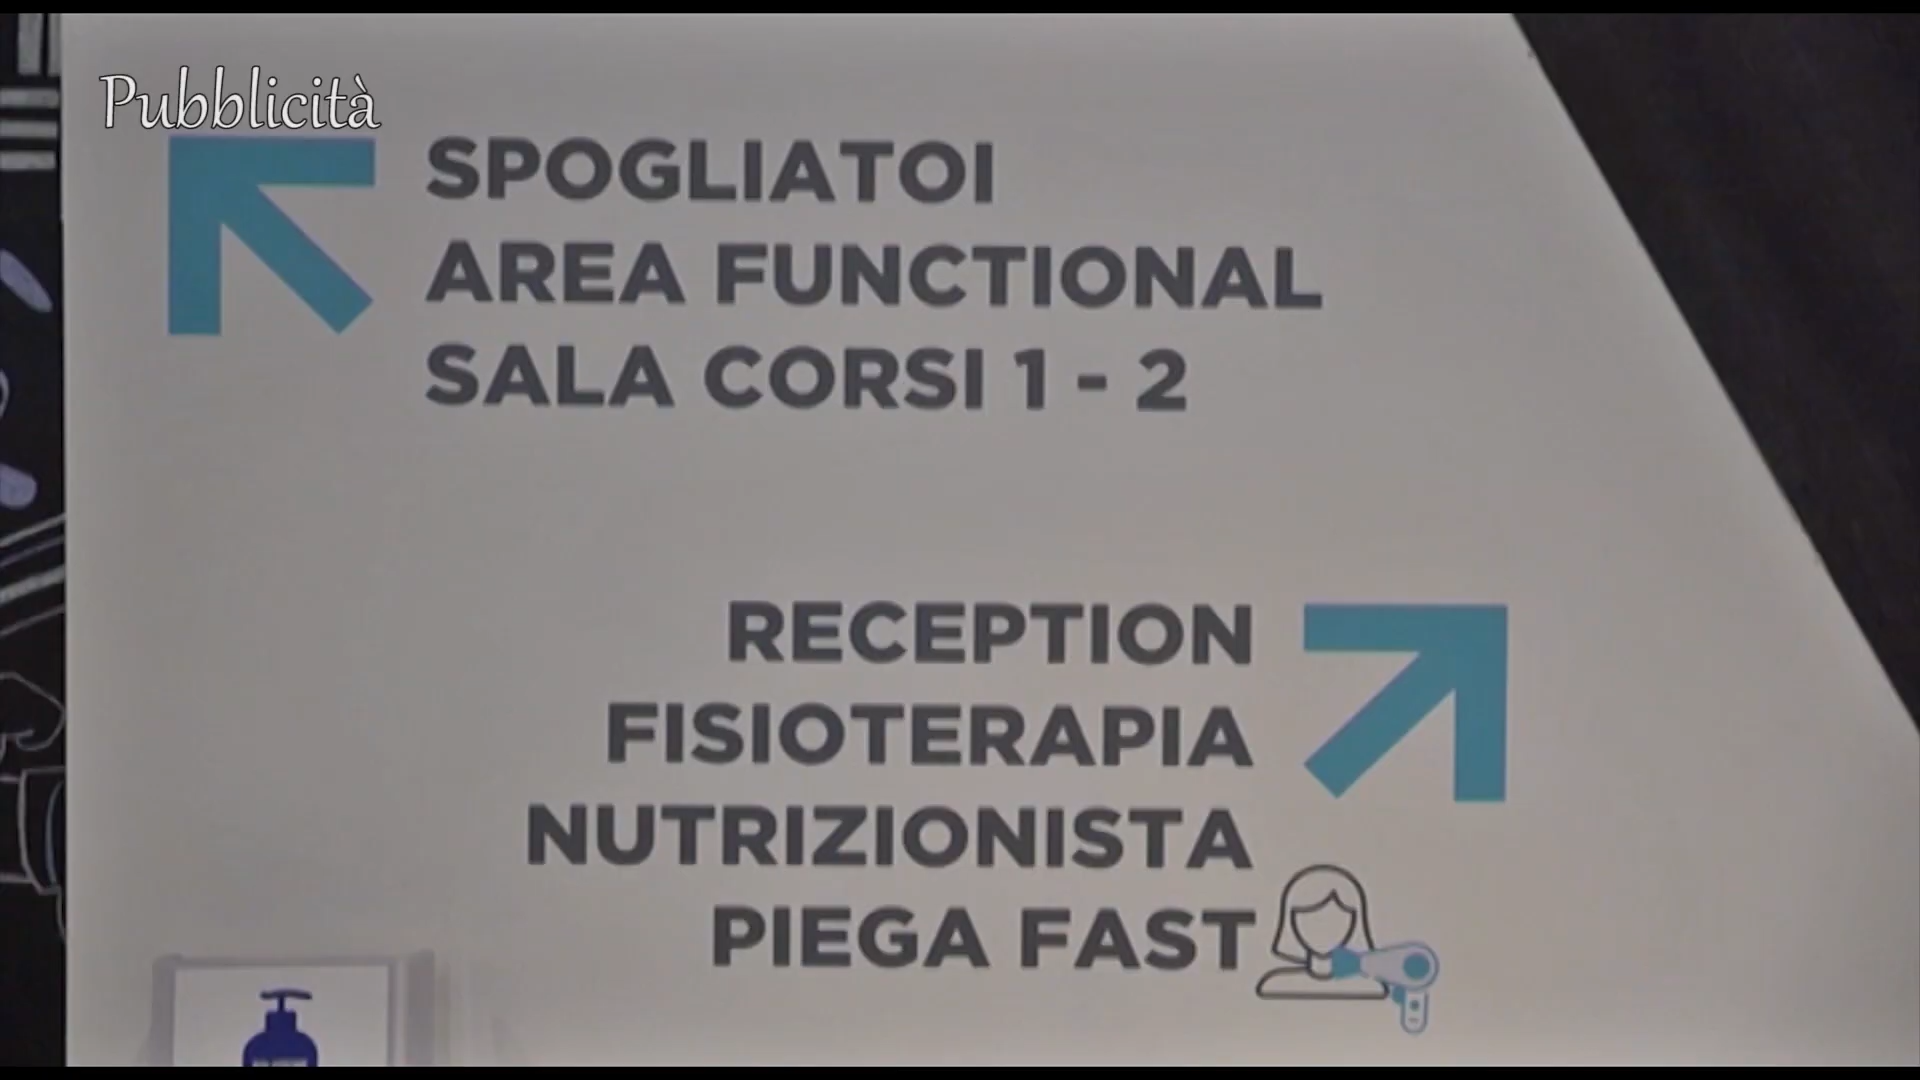 Pubblicità
SPOGLIATOI
AREA FUNCTIONAL
SALA CORSI 1 - 2
RECEPTION
FISIOTERAPIA
NUTRIZIONISTA
PIEGA FAST